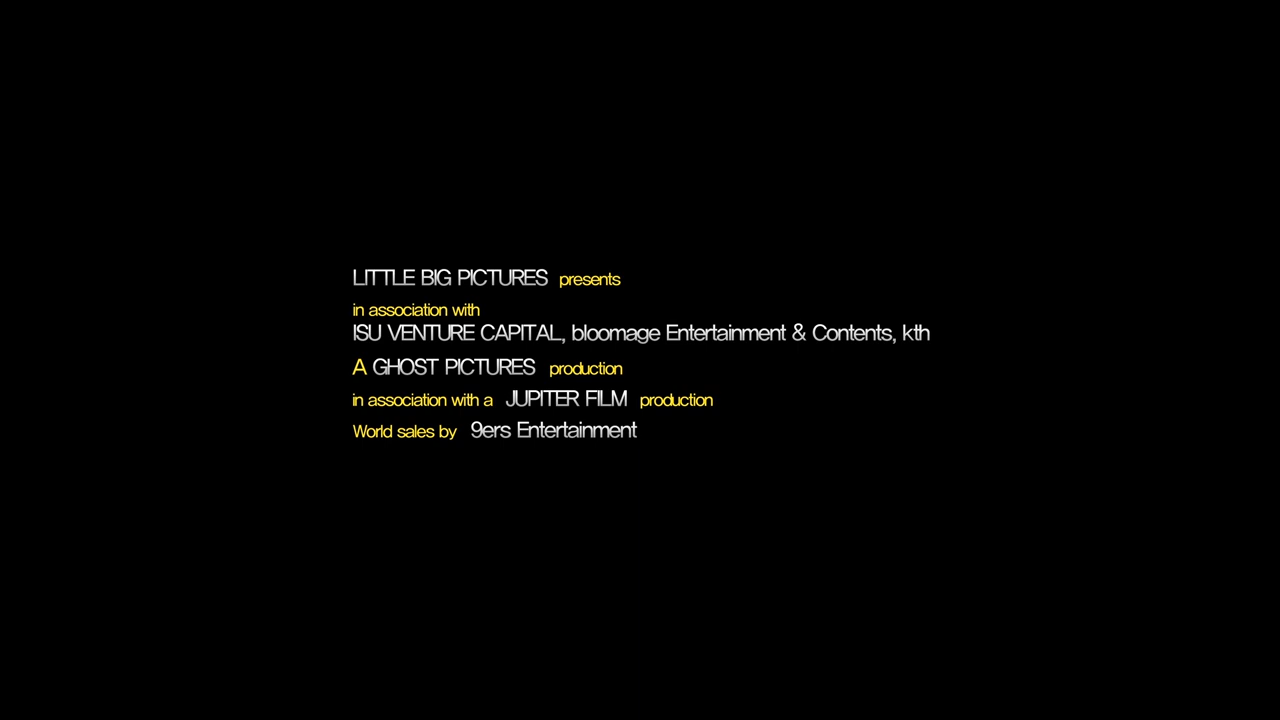 LITTLE BIG PICTURES presents
in association with
ISU VENTURE CAPITAL, bloomage Entertainment & Contents, kth
A GHOST PICTURES production
in association with a JUPITER FILM production
World sales by 9ers Entertainment